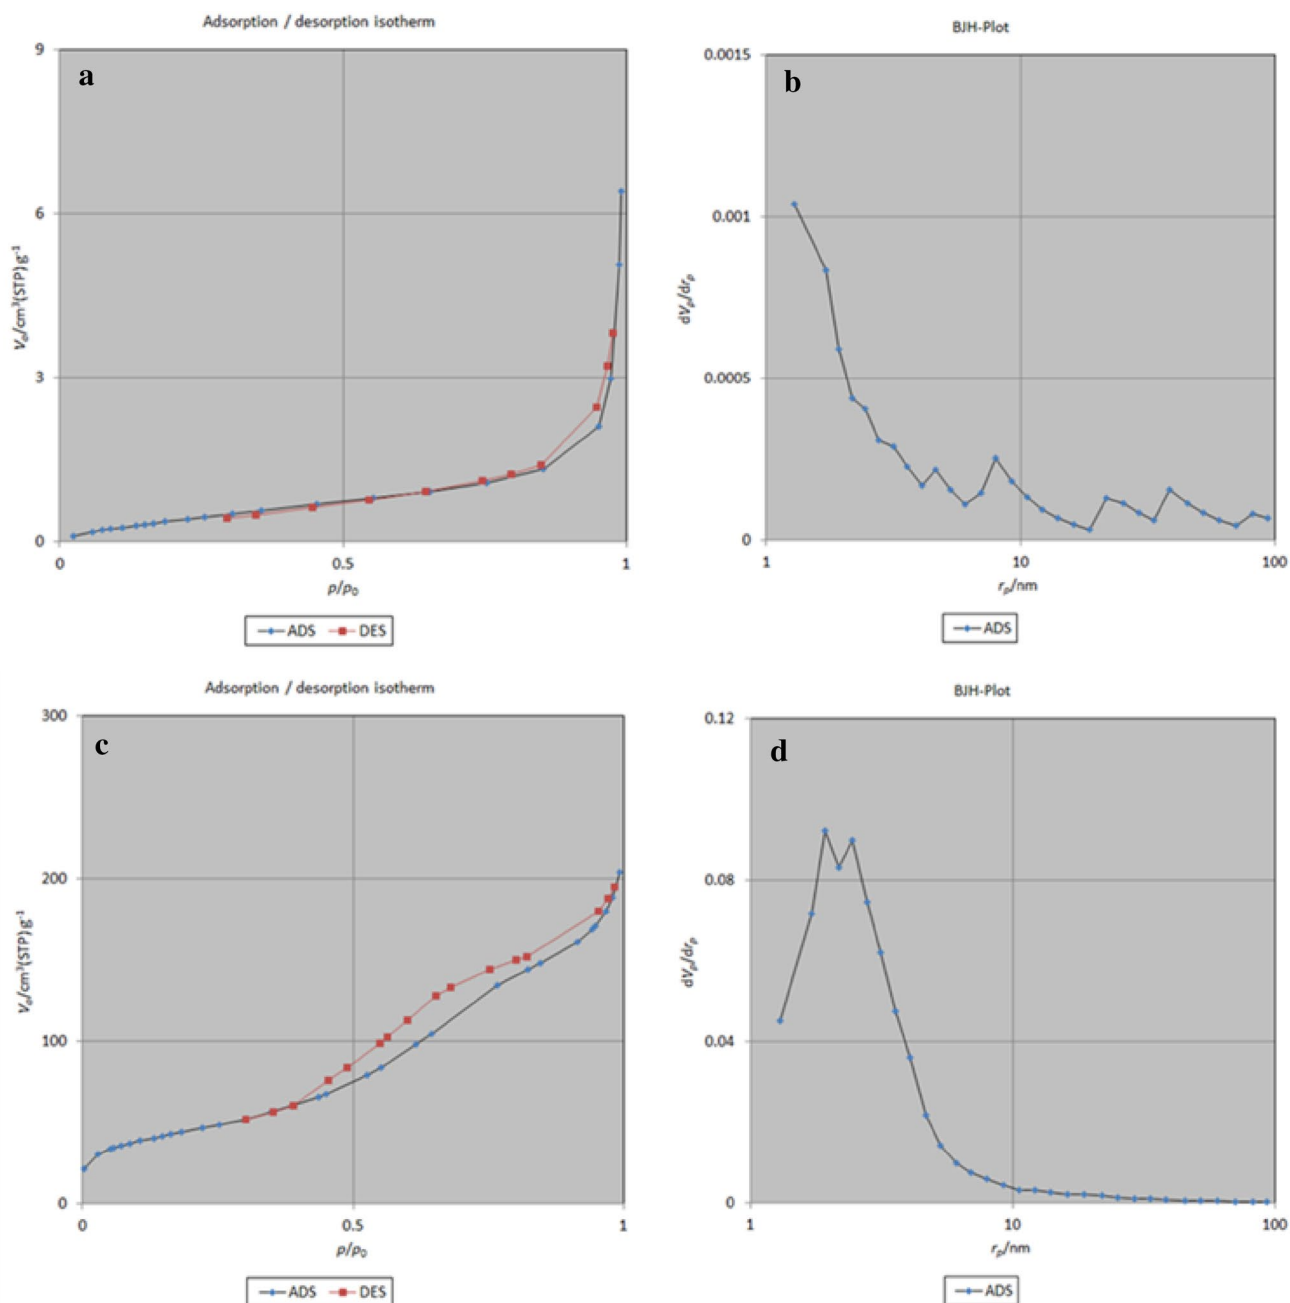 Adsorption / desorption isotherm
a
9
6
3
0
Vₐ/cm³(STP)g⁻¹
0
0.5
1
p/p₀
ADS DES
BJH-Plot
b
0.0015
0.001
0.0005
0
dVₚ/drₚ
1
10
100
rₚ/nm
ADS
Adsorption / desorption isotherm
c
300
200
100
0
Vₐ/cm³(STP)g⁻¹
0
0.5
1
p/p₀
ADS DES
BJH-Plot
d
0.12
0.08
0.04
0
dVₚ/drₚ
1
10
100
rₚ/nm
ADS